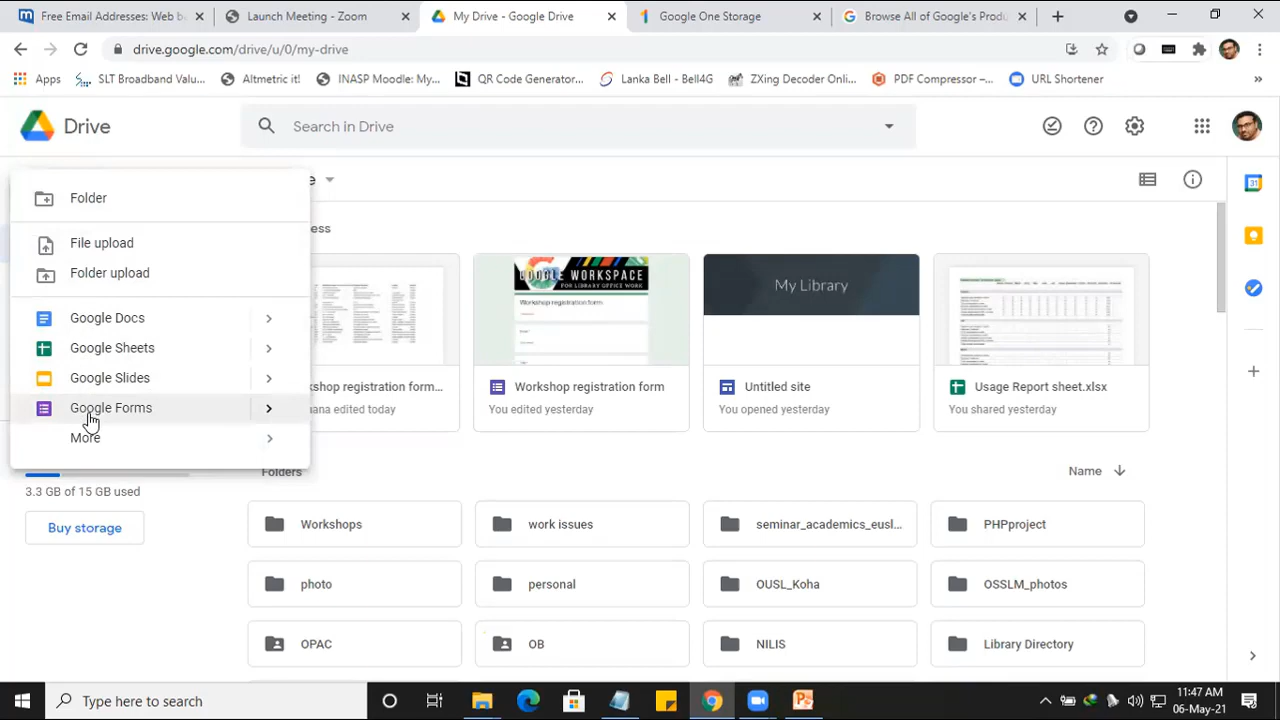 Free Email Addresses: Web b
Launch Meeting - Zoom
My Drive - Google Drive
Google One Storage
Browse All of Google's Produ
drive.google.com/drive/u/0/my-drive
Apps
SLT Broadband Valu...
Altmetric it!
INASP Moodle: My...
QR Code Generator...
Lanka Bell - Bell4G
ZXing Decoder Onli...
PDF Compressor –...
URL Shortener
Drive
Search in Drive
Folder
File upload
Folder upload
Google Docs
Google Sheets
Google Slides
Google Forms
More
3.3 GB of 15 GB used
Buy storage
e
ess
GOOGLE WORKSPACE
FOR LIBRARY OFFICE WORK
Workshop registration form
My Library
kshop registration form...
ana edited today
Workshop registration form
You edited yesterday
Untitled site
You opened yesterday
Usage Report sheet.xlsx
You shared yesterday
Folders
Name
Workshops
work issues
seminar_academics_eusl...
PHPproject
photo
personal
OUSL_Koha
OSSLM_photos
OPAC
OB
NILIS
Library Directory
31
Type here to search
11:47 AM
06-May-21